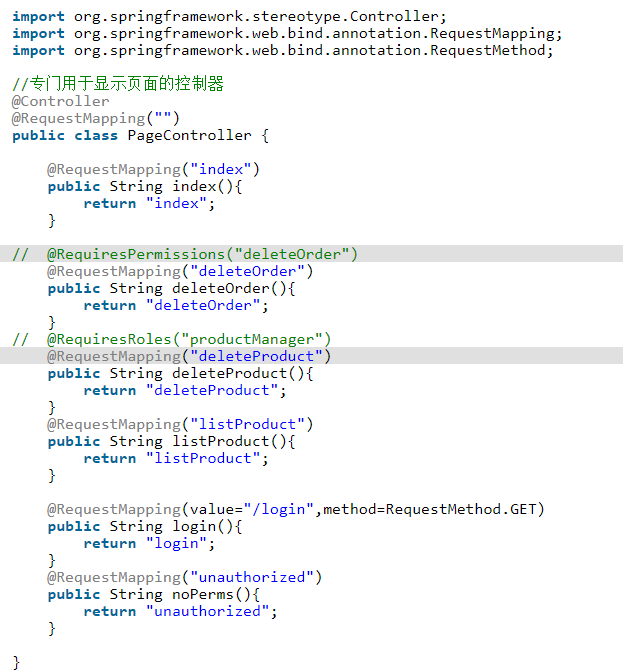 import org.springframework.stereotype.Controller;
import org.springframework.web.bind.annotation.RequestMapping;
import org.springframework.web.bind.annotation.RequestMethod;

//专门用于显示页面的控制器
@Controller
@RequestMapping("")
public class PageController {

    @RequestMapping("index")
    public String index(){
        return "index";
    }

//  @RequiresPermissions("deleteOrder")
    @RequestMapping("deleteOrder")
    public String deleteOrder(){
        return "deleteOrder";
    }
//  @RequiresRoles("productManager")
    @RequestMapping("deleteProduct")
    public String deleteProduct(){
        return "deleteProduct";
    }
    @RequestMapping("listProduct")
    public String listProduct(){
        return "listProduct";
    }

    @RequestMapping(value="/login",method=RequestMethod.GET)
    public String login(){
        return "login";
    }
    @RequestMapping("unauthorized")
    public String noPerms(){
        return "unauthorized";
    }

}